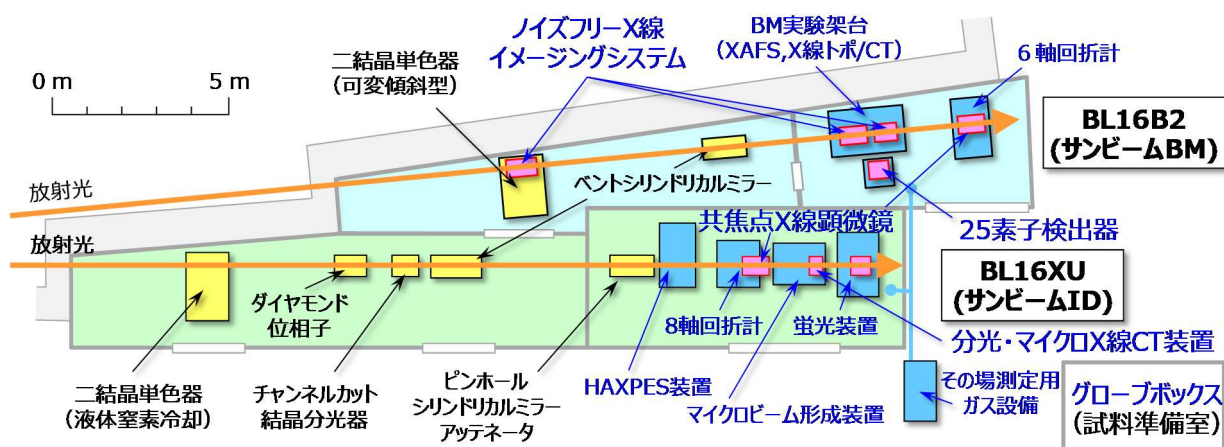 0 m
5 m
二結晶単色器
(可変傾斜型)
ノイズフリーX線
イメージングシステム
BM実験架台
(XAFS,X線トポ/CT)
6軸回折計
BL16B2
(サンビームBM)
放射光
ベントシリンドリカルミラー
共焦点X線顕微鏡
25素子検出器
放射光
BL16XU
(サンビームID)
ダイヤモンド
位相子
8軸回折計
蛍光装置
分光・マイクロX線CT装置
二結晶単色器
(液体窒素冷却)
チャンネルカット
結晶分光器
ピンホール
シリンドリカルミラー
アッテネータ
HAXPES装置
マイクロビーム形成装置
その場測定用
ガス設備
グローブボックス
(試料準備室)